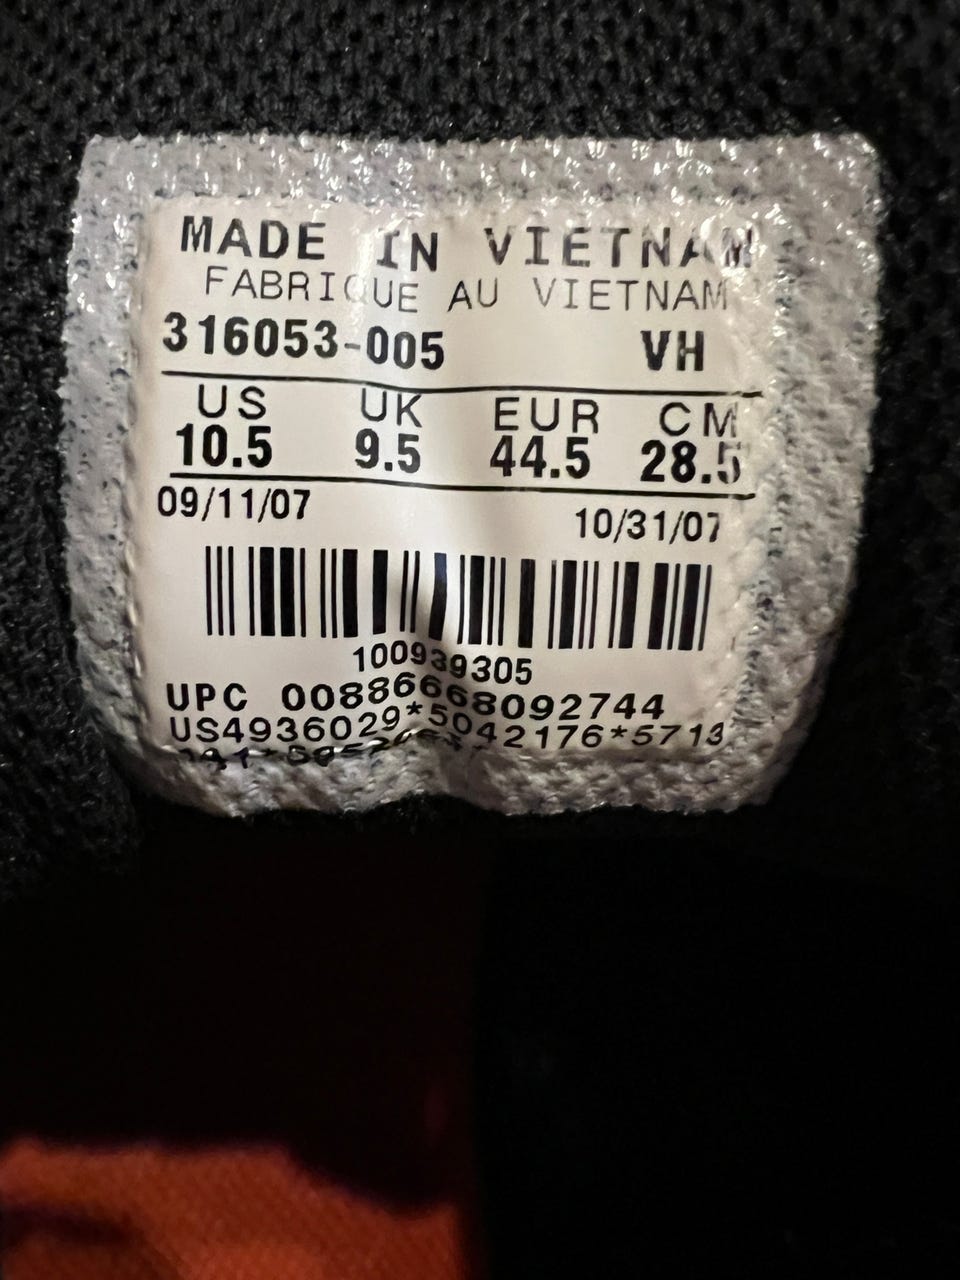 MADE IN VIETNAM
FABRIQUE AU VIETNAM
316053-005 VH
US UK EUR CM
10.5 9.5 44.5 28.5
09/11/07 10/31/07
100939305
UPC 00886668092744
US4936029*5042176*5713